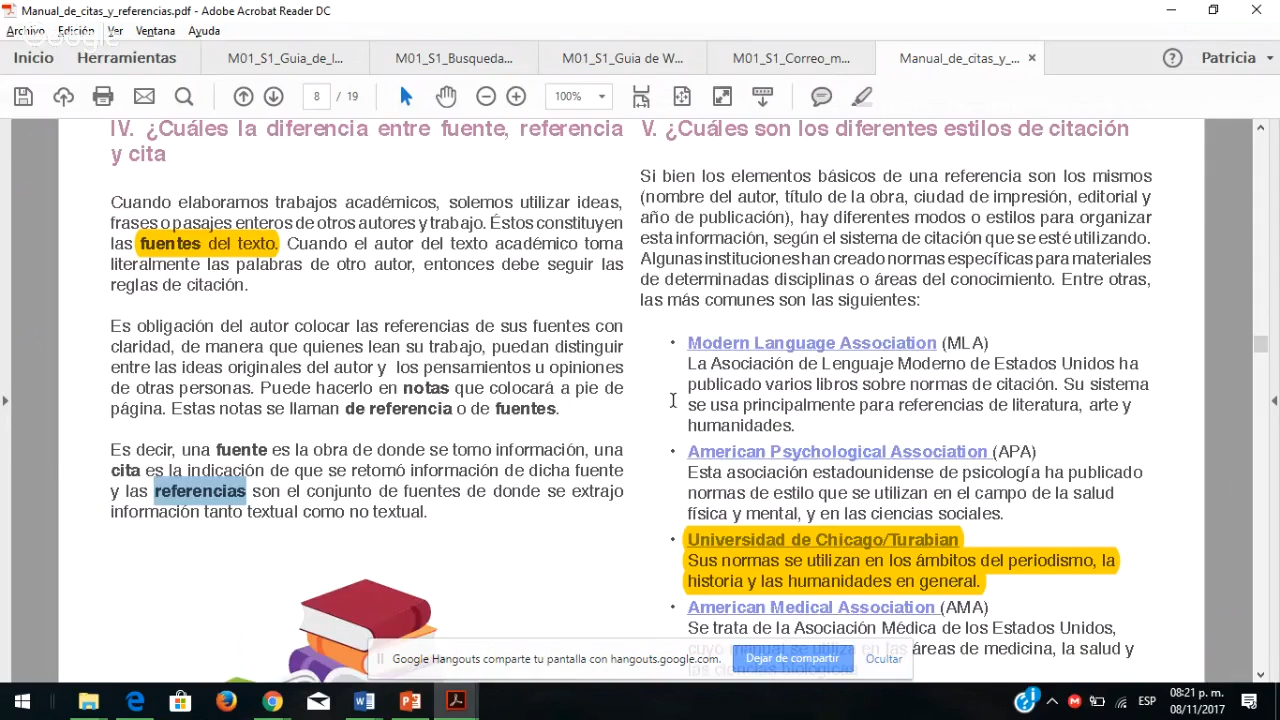 Manual_de_citas_y_referencias.pdf - Adobe Acrobat Reader DC
Archivo Edición Ver Ventana Ayuda
Google
Inicio Herramientas M01_S1_Guia_de_l... M01_S1_Busqueda... M01_S1_Guia de W... M01_S1_Correo_m... Manual_de_citas_y_... × Patricia
8 / 19 100%
IV. ¿Cuáles la diferencia entre fuente, referencia
y cita
Cuando elaboramos trabajos académicos, solemos utilizar ideas,
frases o pasajes enteros de otros autores y trabajo. Éstos constituyen
las fuentes del texto. Cuando el autor del texto académico toma
literalmente las palabras de otro autor, entonces debe seguir las
reglas de citación.
Es obligación del autor colocar las referencias de sus fuentes con
claridad, de manera que quienes lean su trabajo, puedan distinguir
entre las ideas originales del autor y los pensamientos u opiniones
de otras personas. Puede hacerlo en notas que colocará a pie de
página. Estas notas se llaman de referencia o de fuentes.
Es decir, una fuente es la obra de donde se tomo información, una
cita es la indicación de que se retomó información de dicha fuente
y las referencias son el conjunto de fuentes de donde se extrajo
información tanto textual como no textual.
V. ¿Cuáles son los diferentes estilos de citación
Si bien los elementos básicos de una referencia son los mismos
(nombre del autor, título de la obra, ciudad de impresión, editorial y
año de publicación), hay diferentes modos o estilos para organizar
esta información, según el sistema de citación que se esté utilizando.
Algunas instituciones han creado normas específicas para materiales
de determinadas disciplinas o áreas del conocimiento. Entre otras,
las más comunes son las siguientes:
• Modern Language Association (MLA)
La Asociación de Lenguaje Moderno de Estados Unidos ha
publicado varios libros sobre normas de citación. Su sistema
se usa principalmente para referencias de literatura, arte y
humanidades.
• American Psychological Association (APA)
Esta asociación estadounidense de psicología ha publicado
normas de estilo que se utilizan en el campo de la salud
física y mental, y en las ciencias sociales.
• Universidad de Chicago/Turabian
Sus normas se utilizan en los ámbitos del periodismo, la
historia y las humanidades en general.
• American Medical Association (AMA)
Se trata de la Asociación Médica de los Estados Unidos,
cuyo manual se utiliza en las áreas de medicina, la salud y
las ciencias biológicas
Google Hangouts comparte tu pantalla con hangouts.google.com. Dejar de compartir Ocultar
ESP 08:21 p. m.
08/11/2017